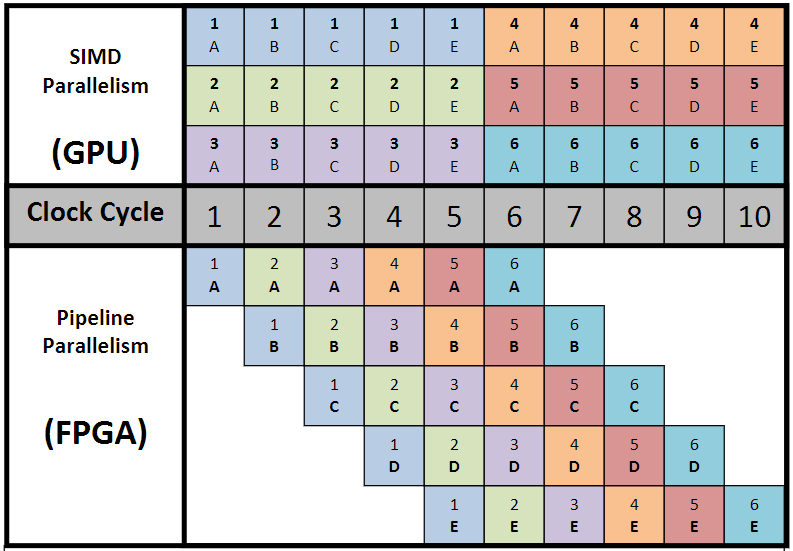 SIMD
Parallelism
(GPU)
1 1 1 1 1 4 4 4 4 4
A B C D E A B C D E
2 2 2 2 2 5 5 5 5 5
A B C D E A B C D E
3 3 3 3 3 6 6 6 6 6
A B C D E A B C D E
Clock Cycle 1 2 3 4 5 6 7 8 9 10
Pipeline
Parallelism
(FPGA)
1 2 3 4 5 6
A A A A A A
1 2 3 4 5 6
B B B B B B
1 2 3 4 5 6
C C C C C C
1 2 3 4 5 6
D D D D D D
1 2 3 4 5 6
E E E E E E